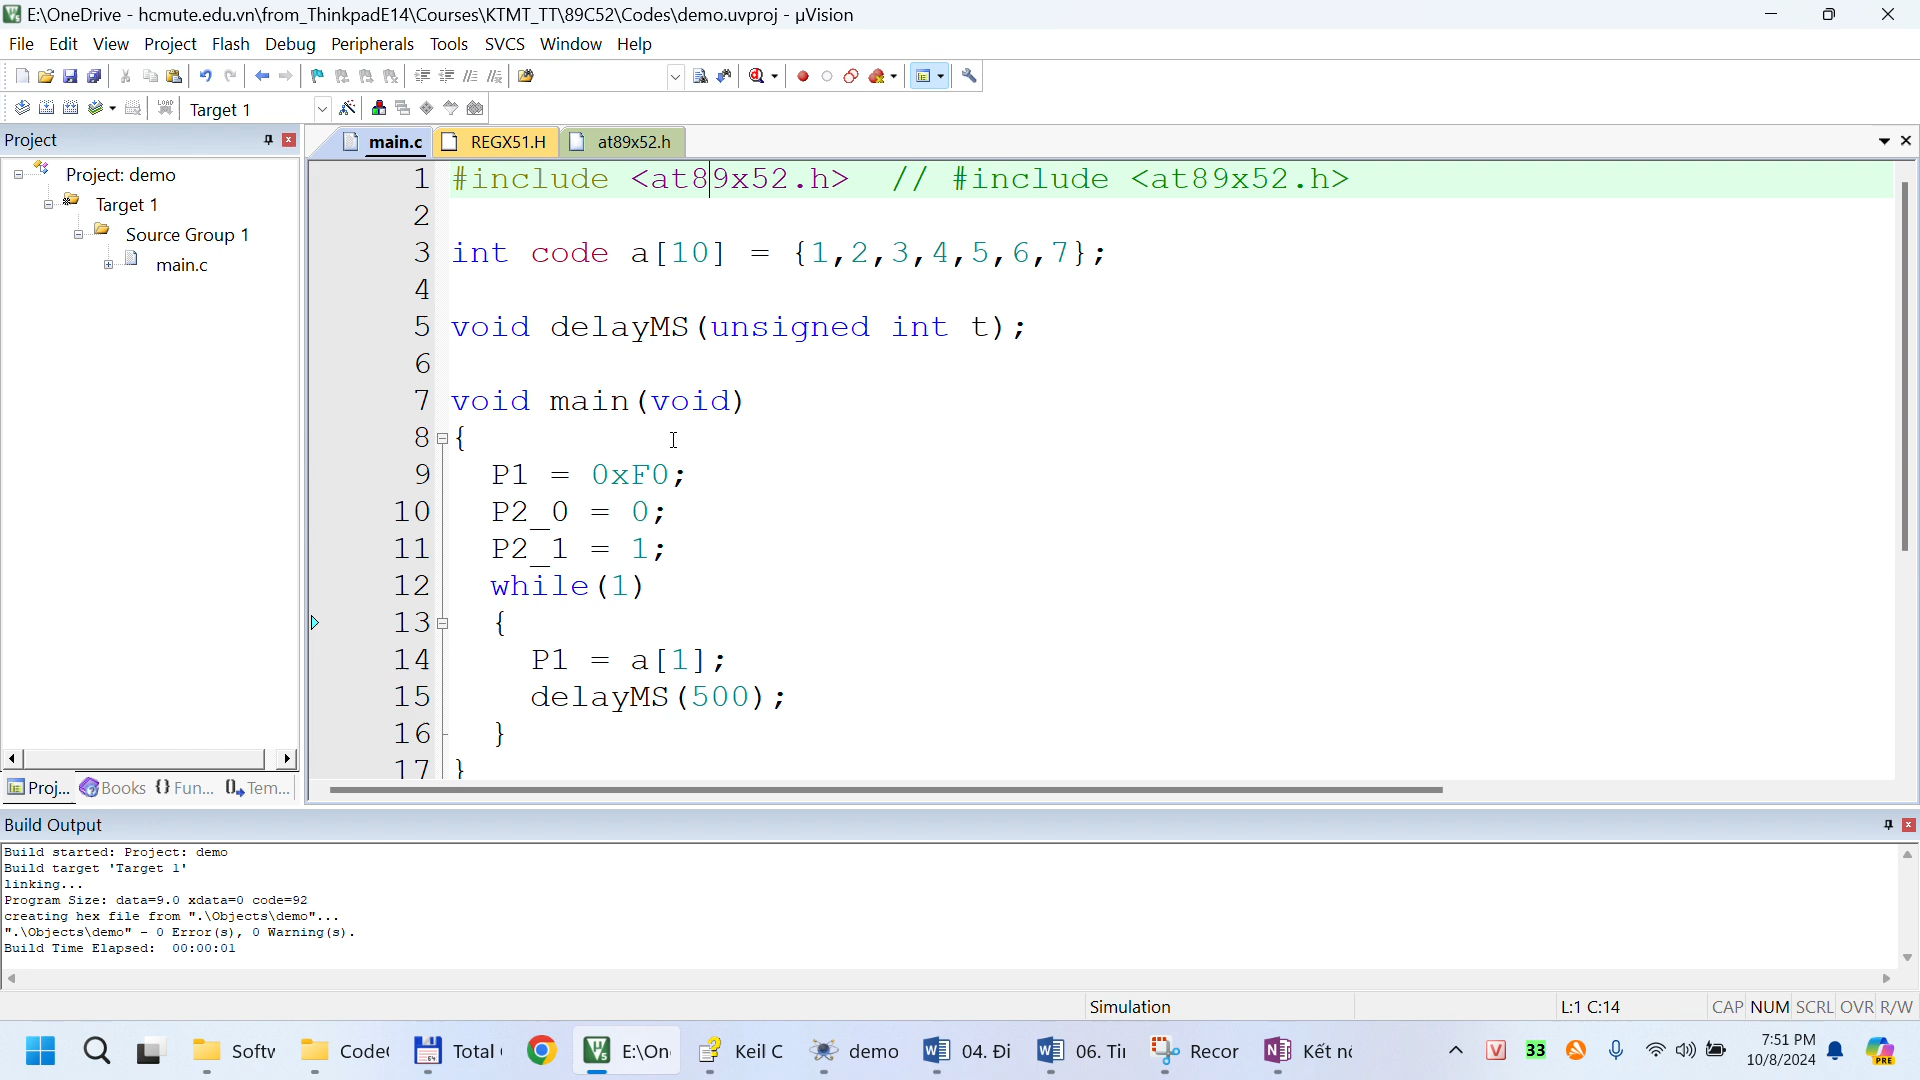 E:\OneDrive - hcmute.edu.vn\from_ThinkpadE14\Courses\KTMT_TT\89C52\Codes\demo.uvproj - µVision
File Edit View Project Flash Debug Peripherals Tools SVCS Window Help
LOAD Target 1
Project
Project: demo
Target 1
Source Group 1
main.c
Proj... Books {} Fun... Tem...
main.c REGX51.H at89x52.h
1 #include <at89x52.h> // #include <at89x52.h>
2
3 int code a[10] = {1,2,3,4,5,6,7};
4
5 void delayMS(unsigned int t);
6
7 void main(void)
8 {
9 P1 = 0xF0;
10 P2_0 = 0;
11 P2_1 = 1;
12 while(1)
13 {
14 P1 = a[1];
15 delayMS(500);
16 }
17 }
Build Output
Build started: Project: demo
Build target 'Target 1'
linking...
Program Size: data=9.0 xdata=0 code=92
creating hex file from ".\Objects\demo"...
".\Objects\demo" - 0 Error(s), 0 Warning(s).
Build Time Elapsed: 00:00:01
Simulation L:1 C:14 CAP NUM SCRL OVR R/W
Softw Code Total E:\On Keil C demo 04. Đi 06. Tii Recor Kết nố V 33 7:51 PM
10/8/2024
PRE